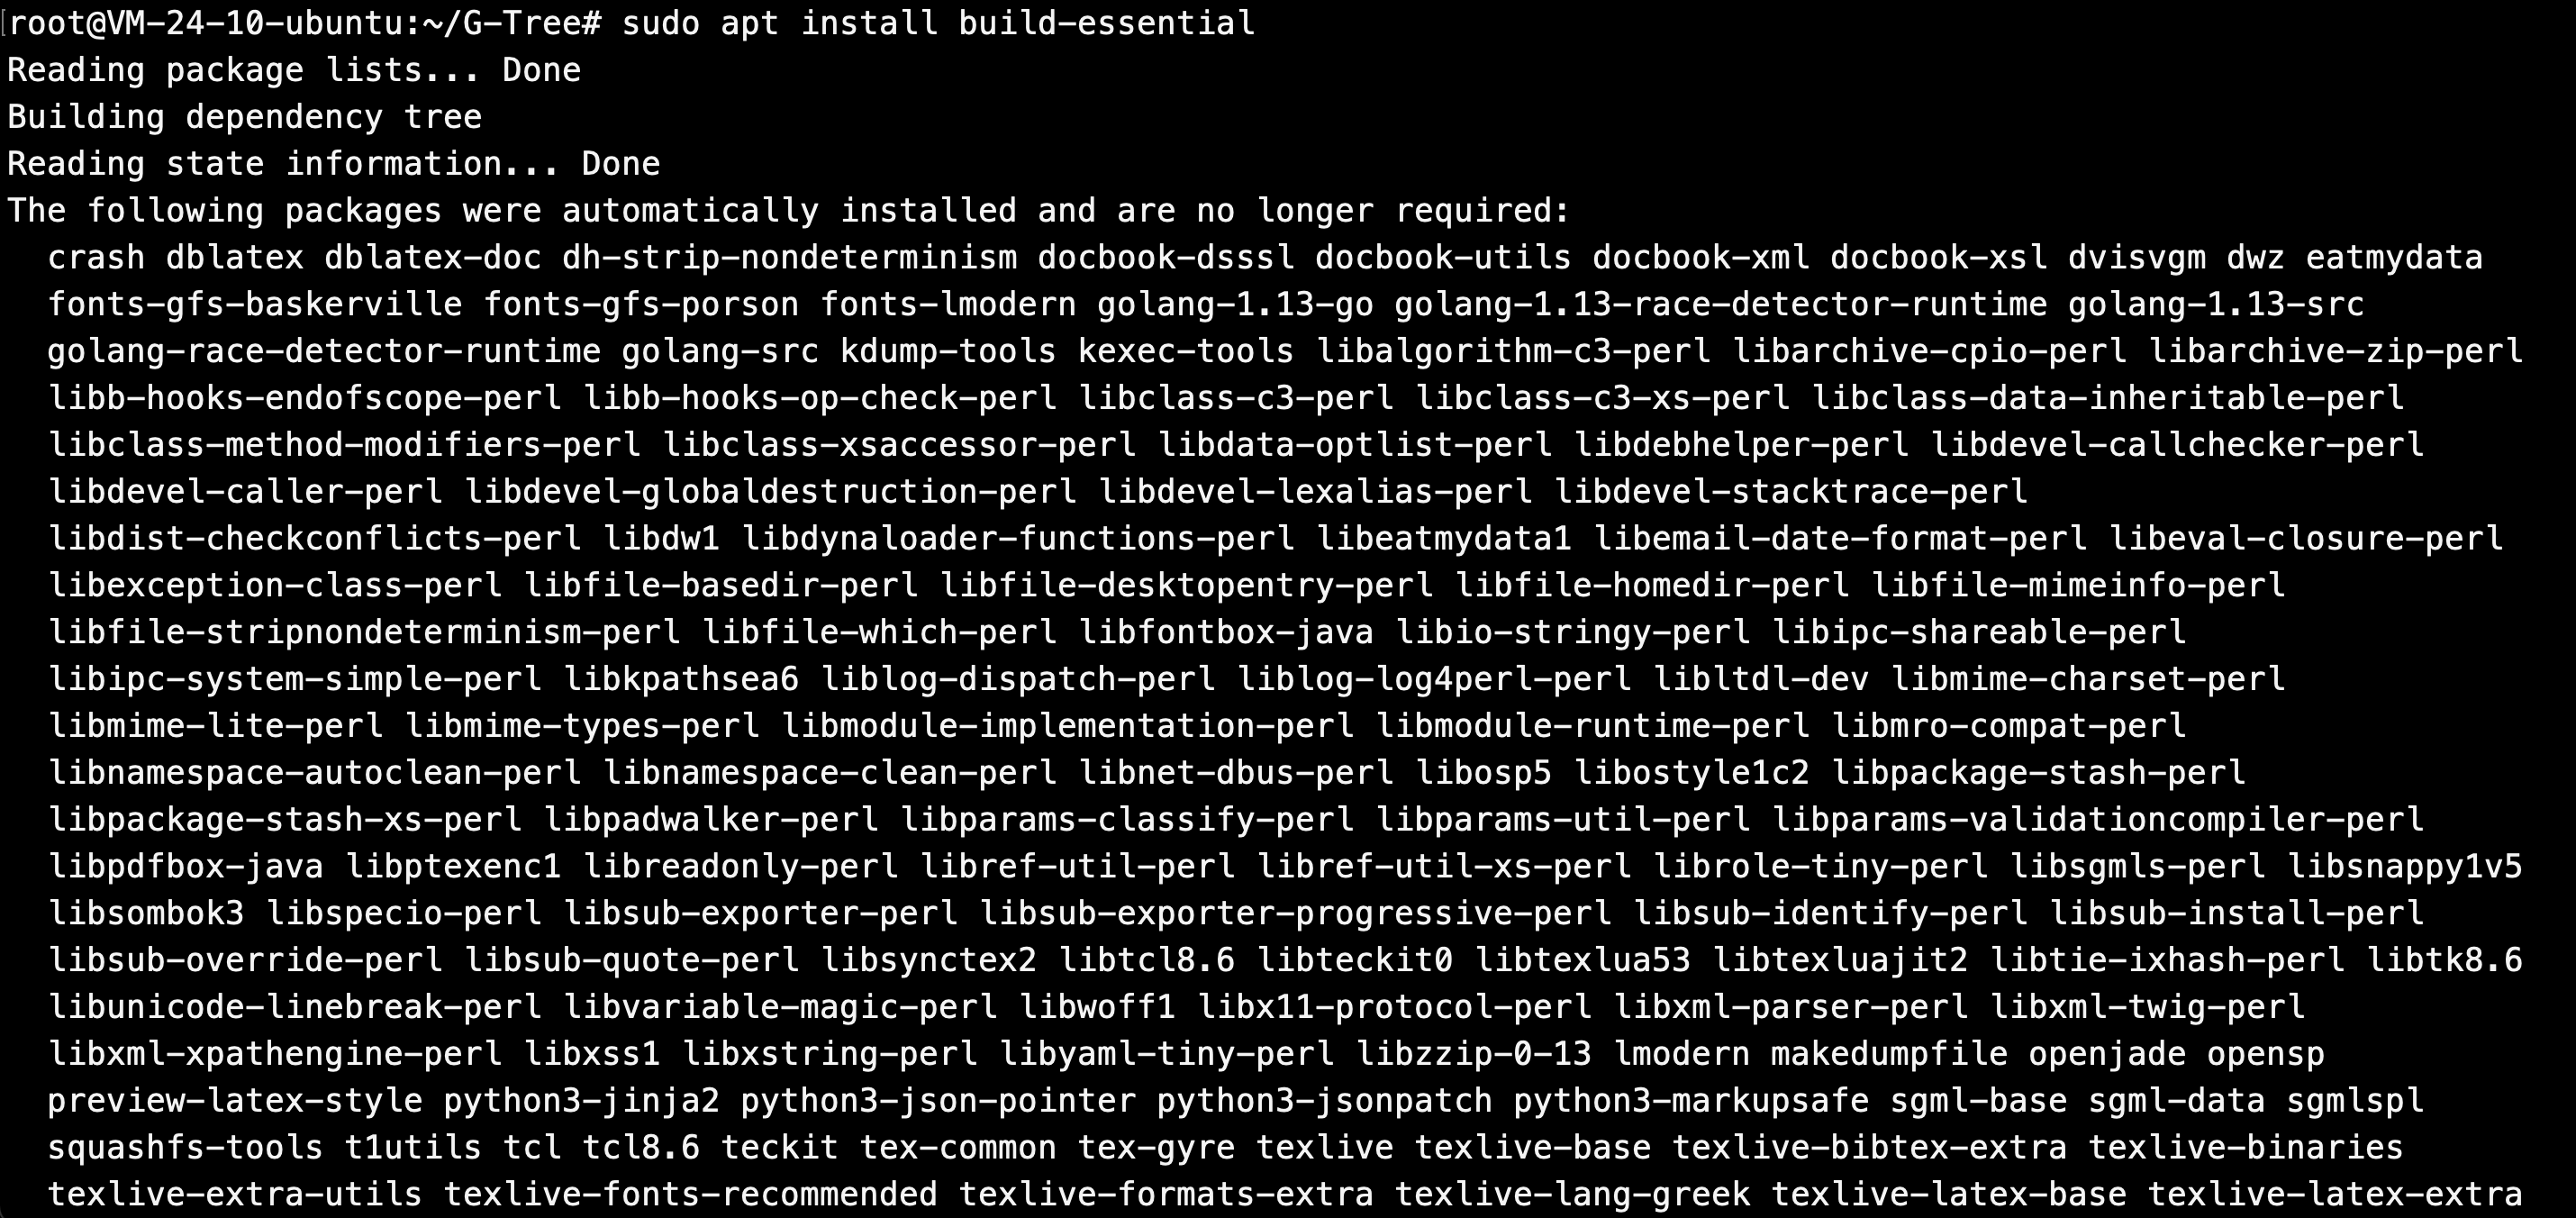 root@VM-24-10-ubuntu:~/G-Tree# sudo apt install build-essential
Reading package lists... Done
Building dependency tree
Reading state information... Done
The following packages were automatically installed and are no longer required:
crash dblatex dblatex-doc dh-strip-nondeterminism docbook-dsssl docbook-utils docbook-xml docbook-xsl dvisvgm dwz eatmydata
fonts-gfs-baskerville fonts-gfs-porson fonts-lmodern golang-1.13-go golang-1.13-race-detector-runtime golang-1.13-src
golang-race-detector-runtime golang-src kdump-tools kexec-tools libalgorithm-c3-perl libarchive-cpio-perl libarchive-zip-perl
libb-hooks-endofscope-perl libb-hooks-op-check-perl libclass-c3-perl libclass-c3-xs-perl libclass-data-inheritable-perl
libclass-method-modifiers-perl libclass-xsaccessor-perl libdata-optlist-perl libdebhelper-perl libdevel-callchecker-perl
libdevel-caller-perl libdevel-globaldestruction-perl libdevel-lexalias-perl libdevel-stacktrace-perl
libdist-checkconflicts-perl libdw1 libdynaloader-functions-perl libeatmydata1 libemail-date-format-perl libeval-closure-perl
libexception-class-perl libfile-basedir-perl libfile-desktopentry-perl libfile-homedir-perl libfile-mimeinfo-perl
libfile-stripnondeterminism-perl libfile-which-perl libfontbox-java libio-stringy-perl libipc-shareable-perl
libipc-system-simple-perl libkpathsea6 liblog-dispatch-perl liblog-log4perl-perl libltdl-dev libmime-charset-perl
libmime-lite-perl libmime-types-perl libmodule-implementation-perl libmodule-runtime-perl libmro-compat-perl
libnamespace-autoclean-perl libnamespace-clean-perl libnet-dbus-perl libosp5 libostyle1c2 libpackage-stash-perl
libpackage-stash-xs-perl libpadwalker-perl libparams-classify-perl libparams-util-perl libparams-validationcompiler-perl
libpdfbox-java libptexenc1 libreadonly-perl libref-util-perl libref-util-xs-perl librole-tiny-perl libsgmls-perl libsnappy1v5
libsombok3 libspecio-perl libsub-exporter-perl libsub-exporter-progressive-perl libsub-identify-perl libsub-install-perl
libsub-override-perl libsub-quote-perl libsynctex2 libtcl8.6 libteckit0 libtexlua53 libtexluajit2 libtie-ixhash-perl libtk8.6
libunicode-linebreak-perl libvariable-magic-perl libwoff1 libx11-protocol-perl libxml-parser-perl libxml-twig-perl
libxml-xpathengine-perl libxss1 libxstring-perl libyaml-tiny-perl libzzip-0-13 lmodern makedumpfile openjade opensp
preview-latex-style python3-jinja2 python3-json-pointer python3-jsonpatch python3-markupsafe sgml-base sgml-data sgmlspl
squashfs-tools t1utils tcl tcl8.6 teckit tex-common tex-gyre texlive texlive-base texlive-bibtex-extra texlive-binaries
texlive-extra-utils texlive-fonts-recommended texlive-formats-extra texlive-lang-greek texlive-latex-base texlive-latex-extra